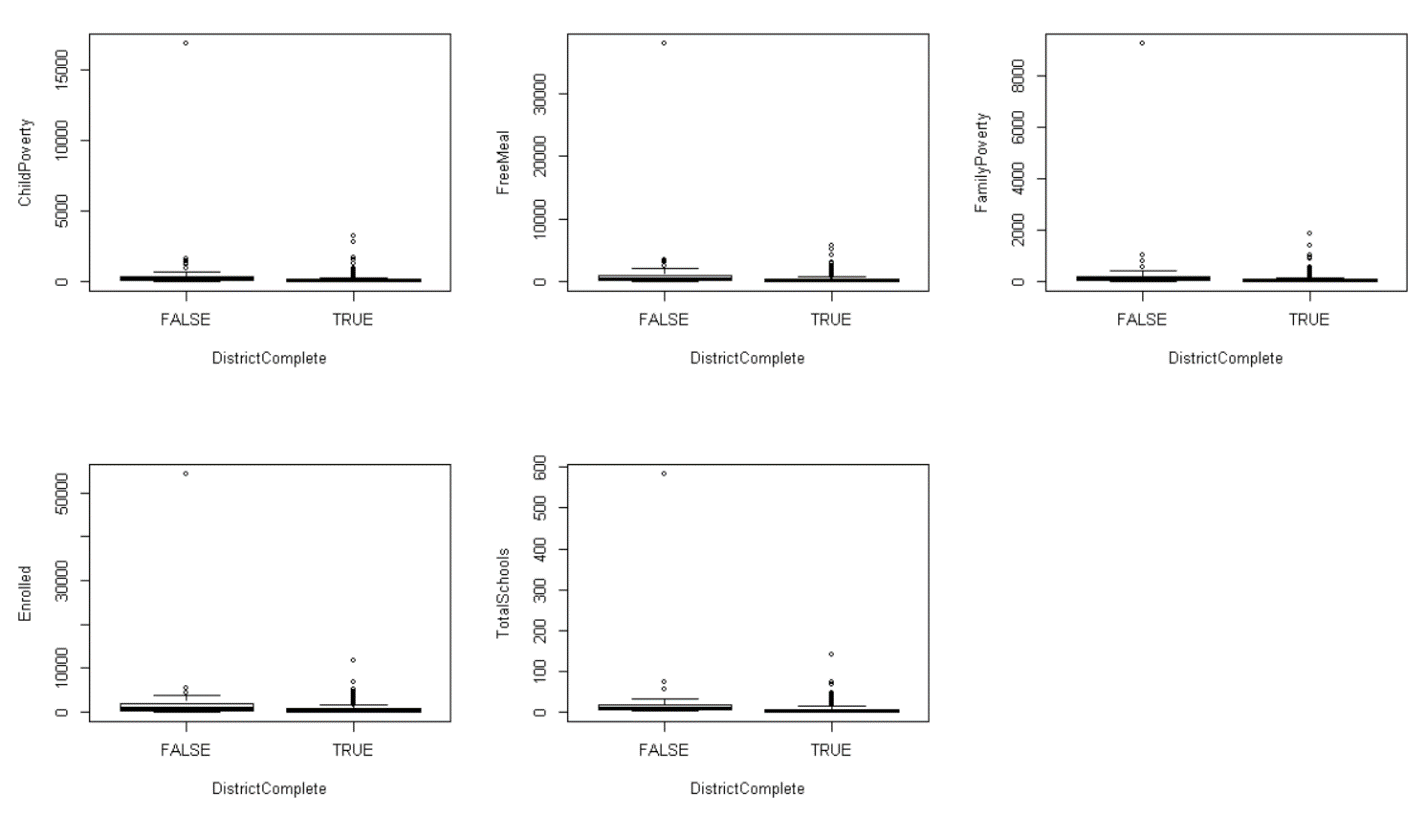 ChildPoverty
0
5000
10000
15000
FALSE
TRUE
DistrictComplete
FreeMeal
0
10000
20000
30000
FALSE
TRUE
DistrictComplete
FamilyPoverty
0
2000
4000
6000
8000
FALSE
TRUE
DistrictComplete
Enrolled
0
10000
30000
50000
FALSE
TRUE
DistrictComplete
TotalSchools
0
100
200
300
400
500
600
FALSE
TRUE
DistrictComplete